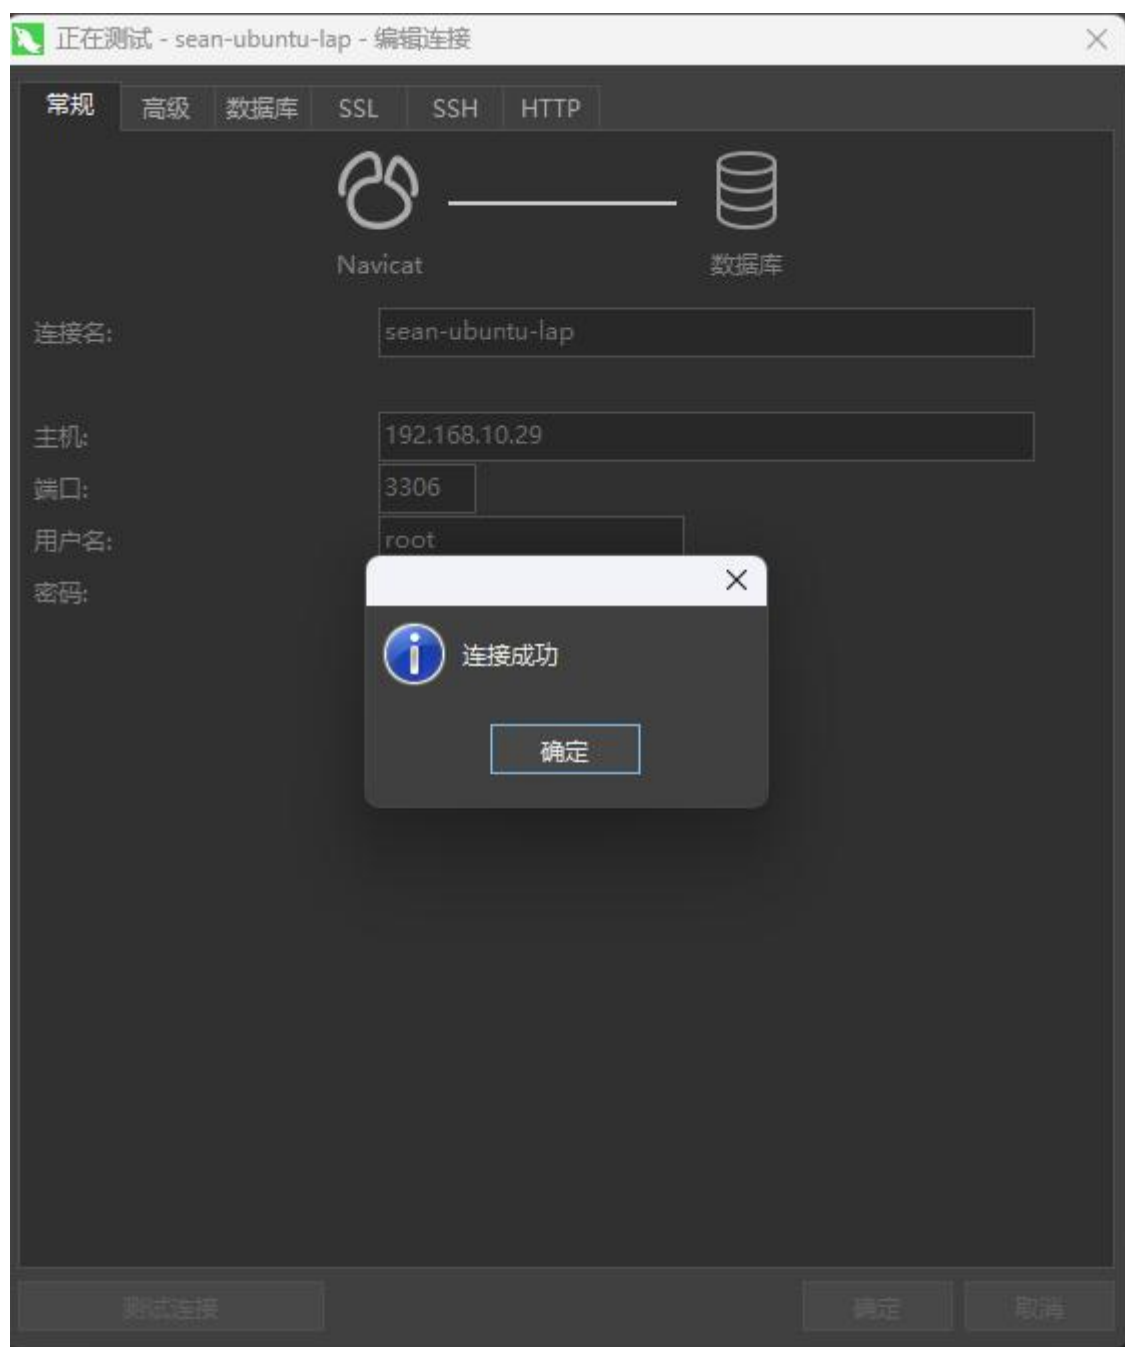 正在测试 - sean-ubuntu-lap - 编辑连接
常规 高级 数据库 SSL SSH HTTP
Navicat 数据库
连接名: sean-ubuntu-lap
主机: 192.168.10.29
端口: 3306
用户名: root
密码:
连接成功
确定
测试连接 确定 取消